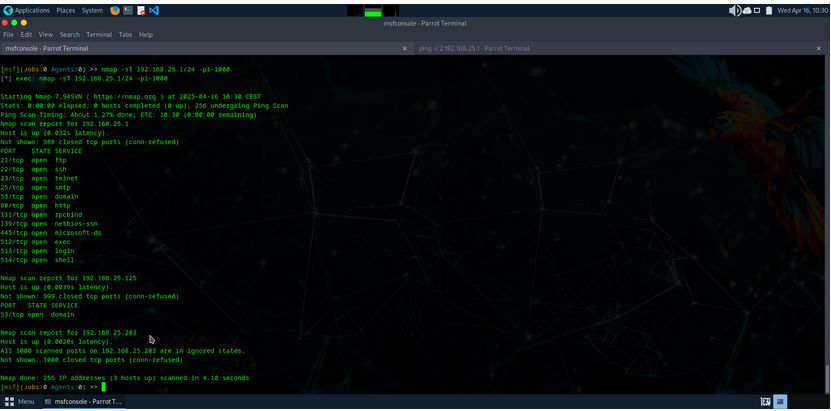 Applications Places System Wed Apr 16, 10:30
msfconsole - Parrot Terminal
File Edit View Search Terminal Tabs Help
msfconsole - Parrot Terminal × ping -c 2 192.168.25.1 - Parrot Terminal ×
[msf](Jobs:0 Agents:0) >> nmap -sT 192.168.25.1/24 -p1-1000
[*] exec: nmap -sT 192.168.25.1/24 -p1-1000
Starting Nmap 7.94SVN ( https://nmap.org ) at 2025-04-16 10:30 CEST
Stats: 0:00:00 elapsed; 0 hosts completed (0 up), 256 undergoing Ping Scan
Ping Scan Timing: About 1.27% done; ETC: 10:30 (0:00:00 remaining)
Nmap scan report for 192.168.25.1
Host is up (0.032s latency).
Not shown: 988 closed tcp ports (conn-refused)
PORT STATE SERVICE
21/tcp open ftp
22/tcp open ssh
23/tcp open telnet
25/tcp open smtp
53/tcp open domain
80/tcp open http
111/tcp open rpcbind
139/tcp open netbios-ssn
445/tcp open microsoft-ds
512/tcp open exec
513/tcp open login
514/tcp open shell
Nmap scan report for 192.168.25.125
Host is up (0.0039s latency).
Not shown: 999 closed tcp ports (conn-refused)
PORT STATE SERVICE
53/tcp open domain
Nmap scan report for 192.168.25.203
Host is up (0.0020s latency).
All 1000 scanned ports on 192.168.25.203 are in ignored states.
Not shown: 1000 closed tcp ports (conn-refused)
Nmap done: 256 IP addresses (3 hosts up) scanned in 4.10 seconds
[msf](Jobs:0 Agents:0) >>
Menu msfconsole - Parrot T...